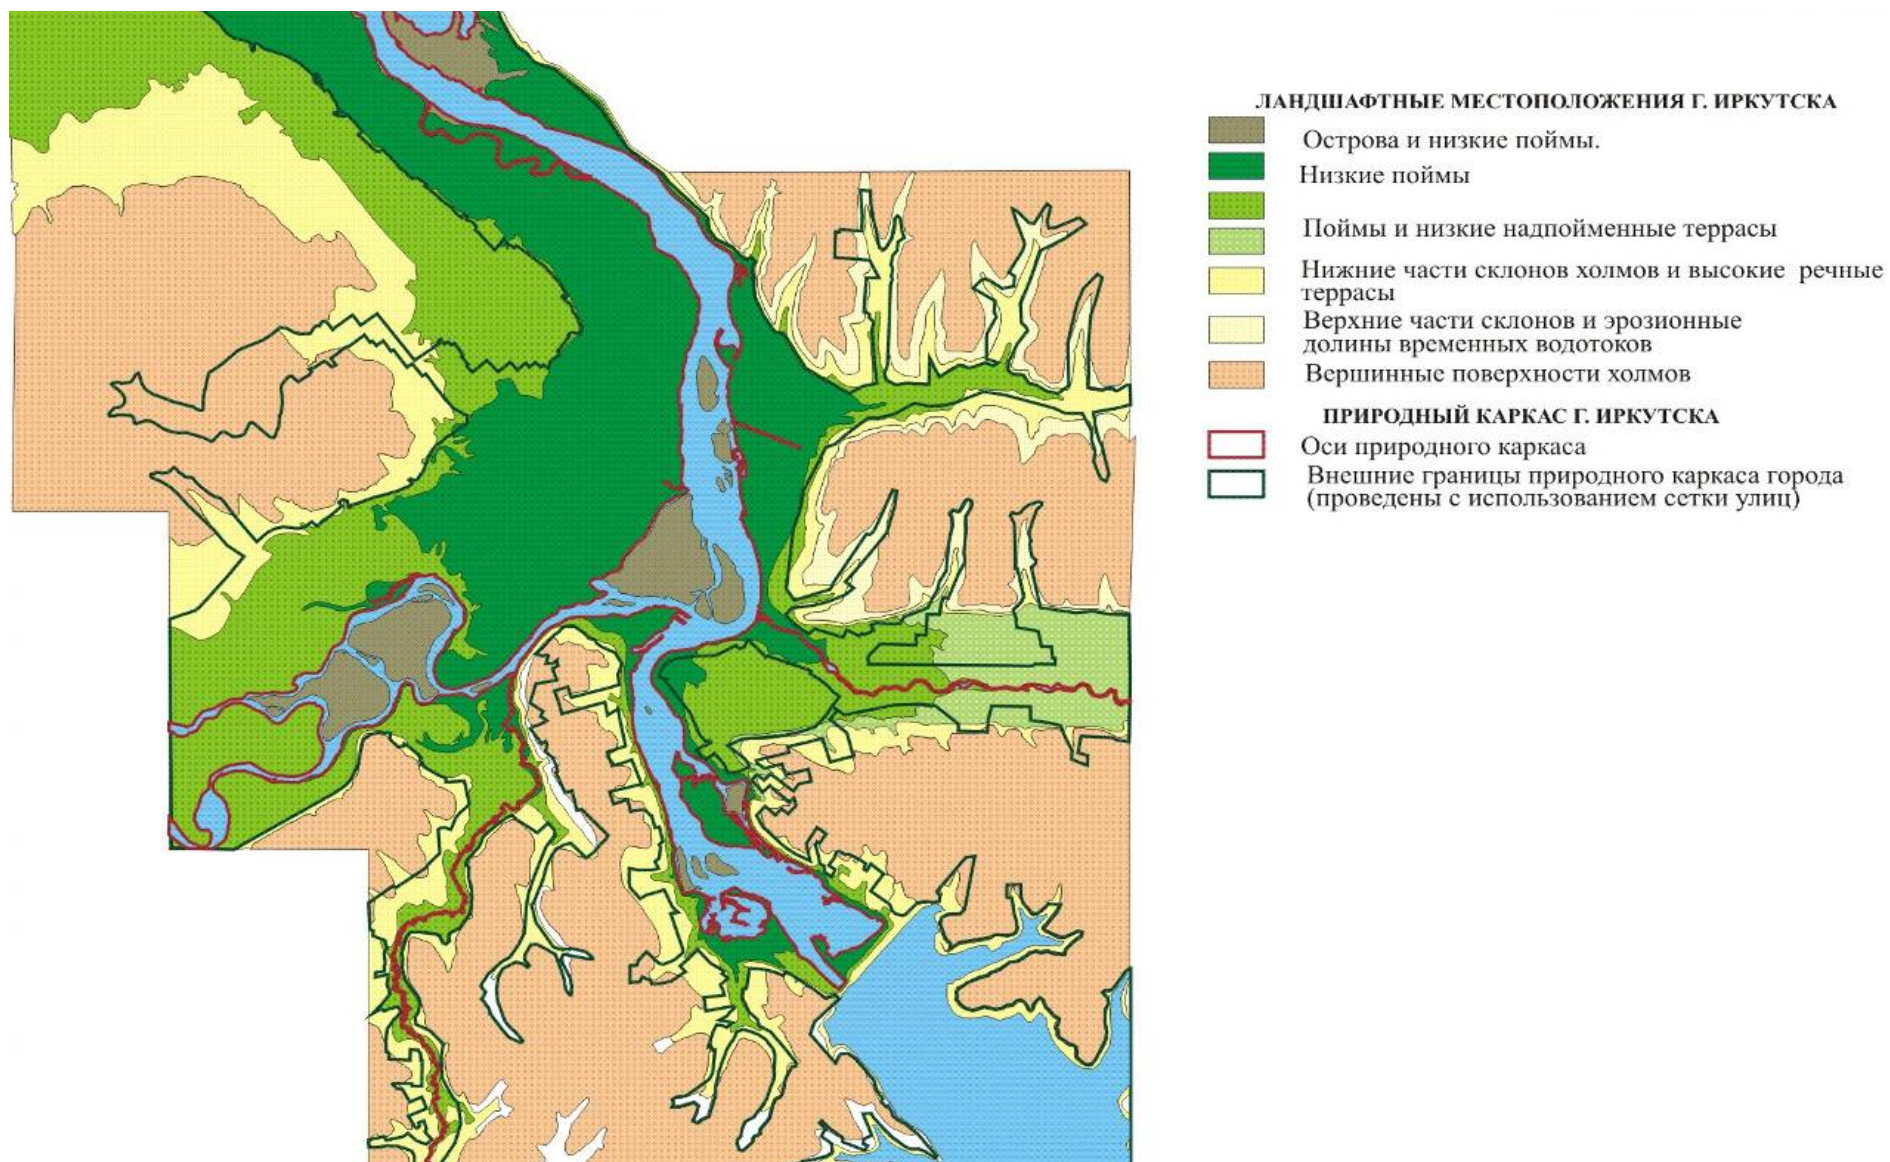 ЛАНДШАФТНЫЕ МЕСТОПОЛОЖЕНИЯ Г. ИРКУТСКА
Острова и низкие поймы.
Низкие поймы
Поймы и низкие надпойменные террасы
Нижние части склонов холмов и высокие речные
террасы
Верхние части склонов и эрозионные
долины временных водотоков
Вершинные поверхности холмов
ПРИРОДНЫЙ КАРКАС Г. ИРКУТСКА
Оси природного каркаса
Внешние границы природного каркаса города
(проведены с использованием сетки улиц)